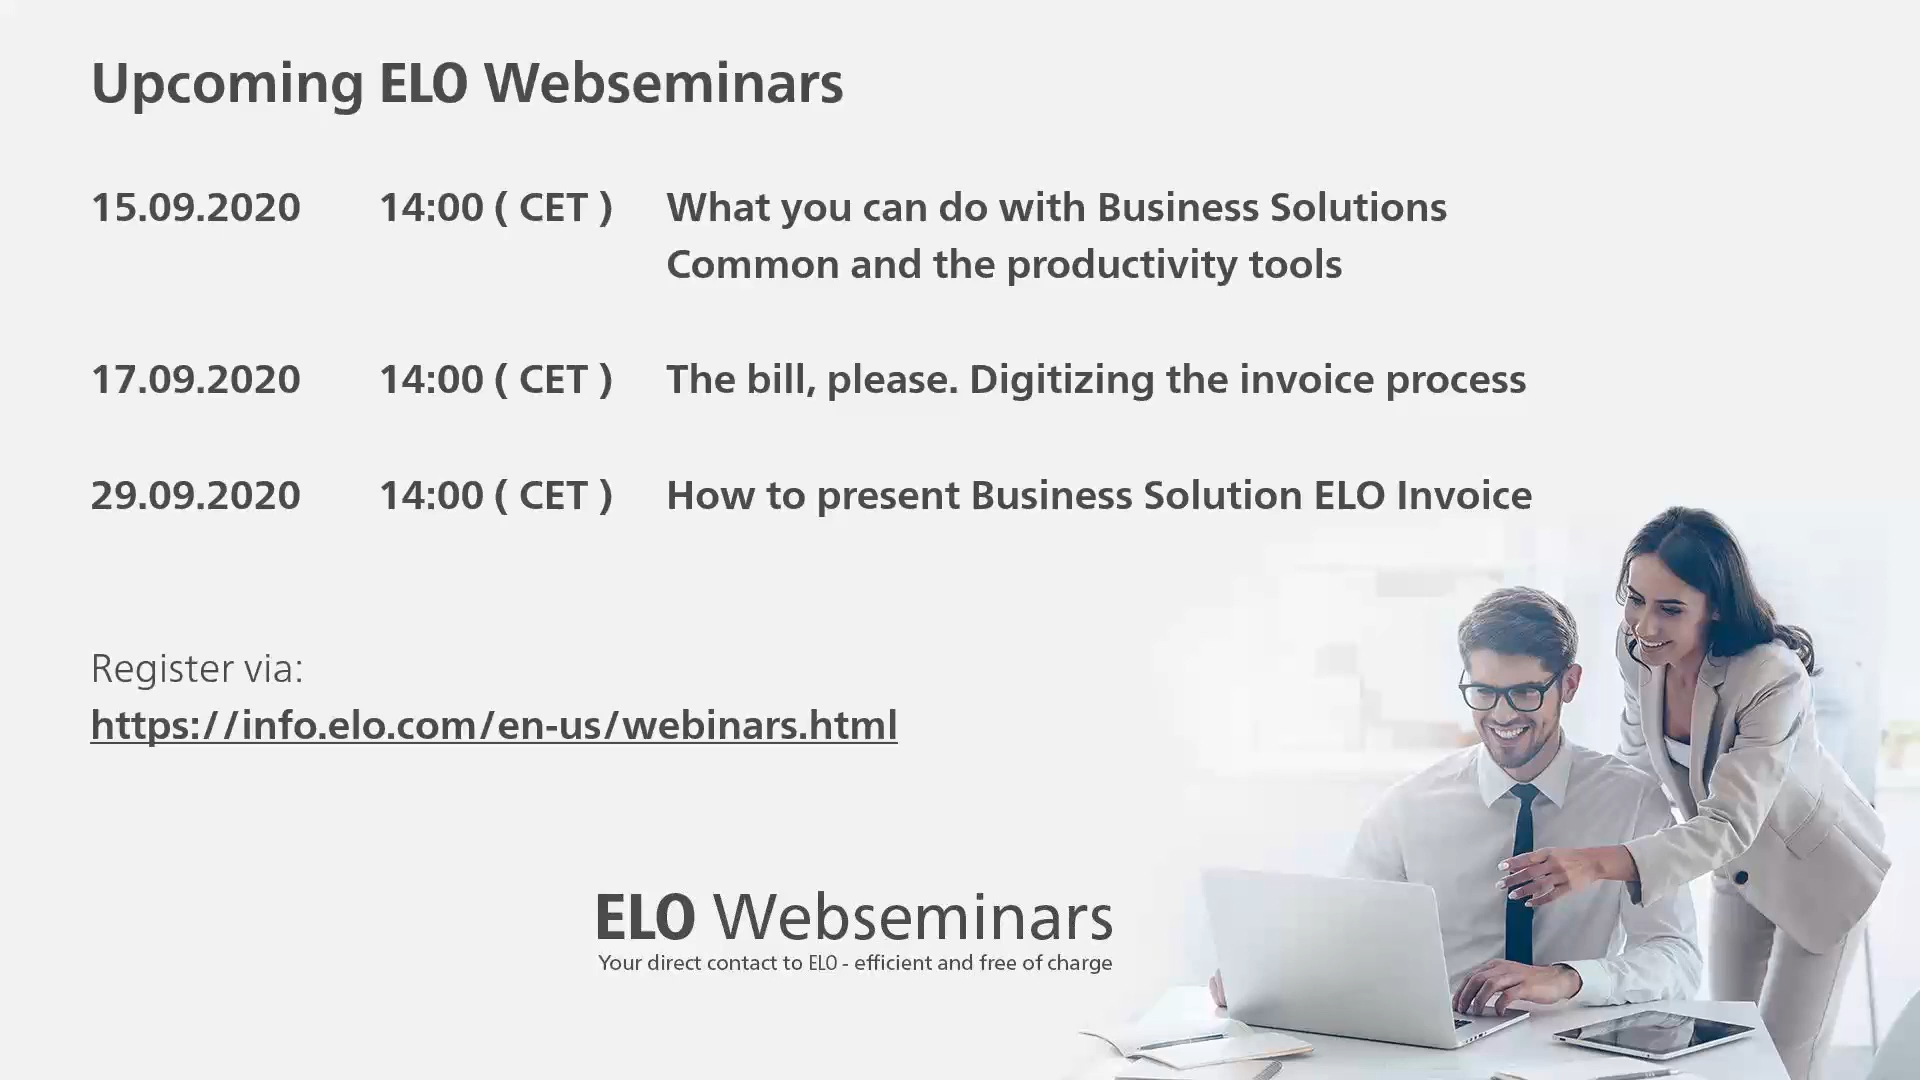 Upcoming ELO Webseminars
15.09.2020 14:00 ( CET ) What you can do with Business Solutions
Common and the productivity tools
17.09.2020 14:00 ( CET ) The bill, please. Digitizing the invoice process
29.09.2020 14:00 ( CET ) How to present Business Solution ELO Invoice
Register via:
https://info.elo.com/en-us/webinars.html
ELO Webseminars
Your direct contact to ELO - efficient and free of charge